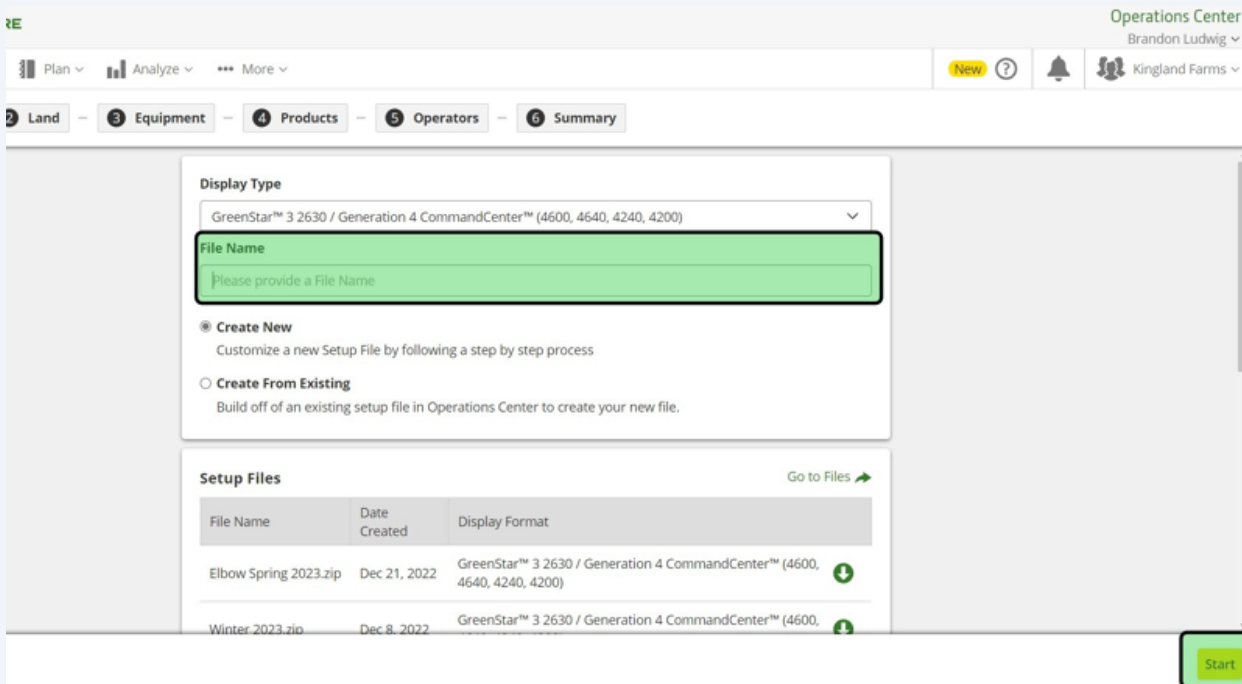 RE
Operations Center
Brandon Ludwig
Plan
Analyze
More
New
Kingland Farms
2 Land
3 Equipment
4 Products
5 Operators
6 Summary
Display Type
GreenStar™ 3 2630 / Generation 4 CommandCenter™ (4600, 4640, 4240, 4200)
File Name
Please provide a File Name
Create New
Customize a new Setup File by following a step by step process
Create From Existing
Build off of an existing setup file in Operations Center to create your new file.
Setup Files
Go to Files
File Name
Date
Created
Display Format
Elbow Spring 2023.zip
Dec 21, 2022
GreenStar™ 3 2630 / Generation 4 CommandCenter™ (4600,
4640, 4240, 4200)
Winter 2023.zip
Dec 8, 2022
GreenStar™ 3 2630 / Generation 4 CommandCenter™ (4600,
Start